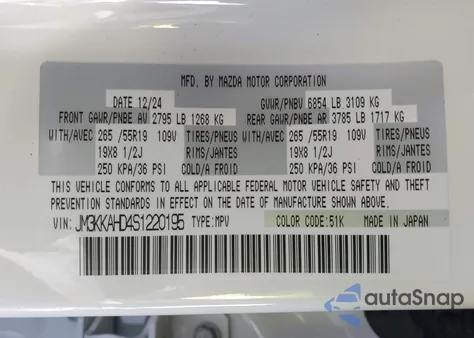 MFD. BY MAZDA MOTOR CORPORATION
DATE 12/24 GVWR/PNBV 6854 LB 3109 KG
FRONT GAWR/PNBE AV 2795 LB 1268 KG REAR GAWR/PNBE AR 3785 LB 1717 KG
WITH/AVEC 265 /55R19 109V TIRES/PNEUS WITH/AVEC 265 /55R19 109V TIRES/PNEUS
19X8 1/2J RIMS/JANTES 19X8 1/2J RIMS/JANTES
250 KPA/36 PSI COLD/A FROID 250 KPA/36 PSI COLD/A FROID
THIS VEHICLE CONFORMS TO ALL APPLICABLE FEDERAL MOTOR VEHICLE SAFETY AND THEFT
PREVENTION STANDARDS IN EFFECT ON THE DATE OF MANUFACTURE SHOWN ABOVE.
VIN: JM3KKAHD4S1220195 TYPE:MPV COLOR CODE:51K MADE IN JAPAN
autoSnap